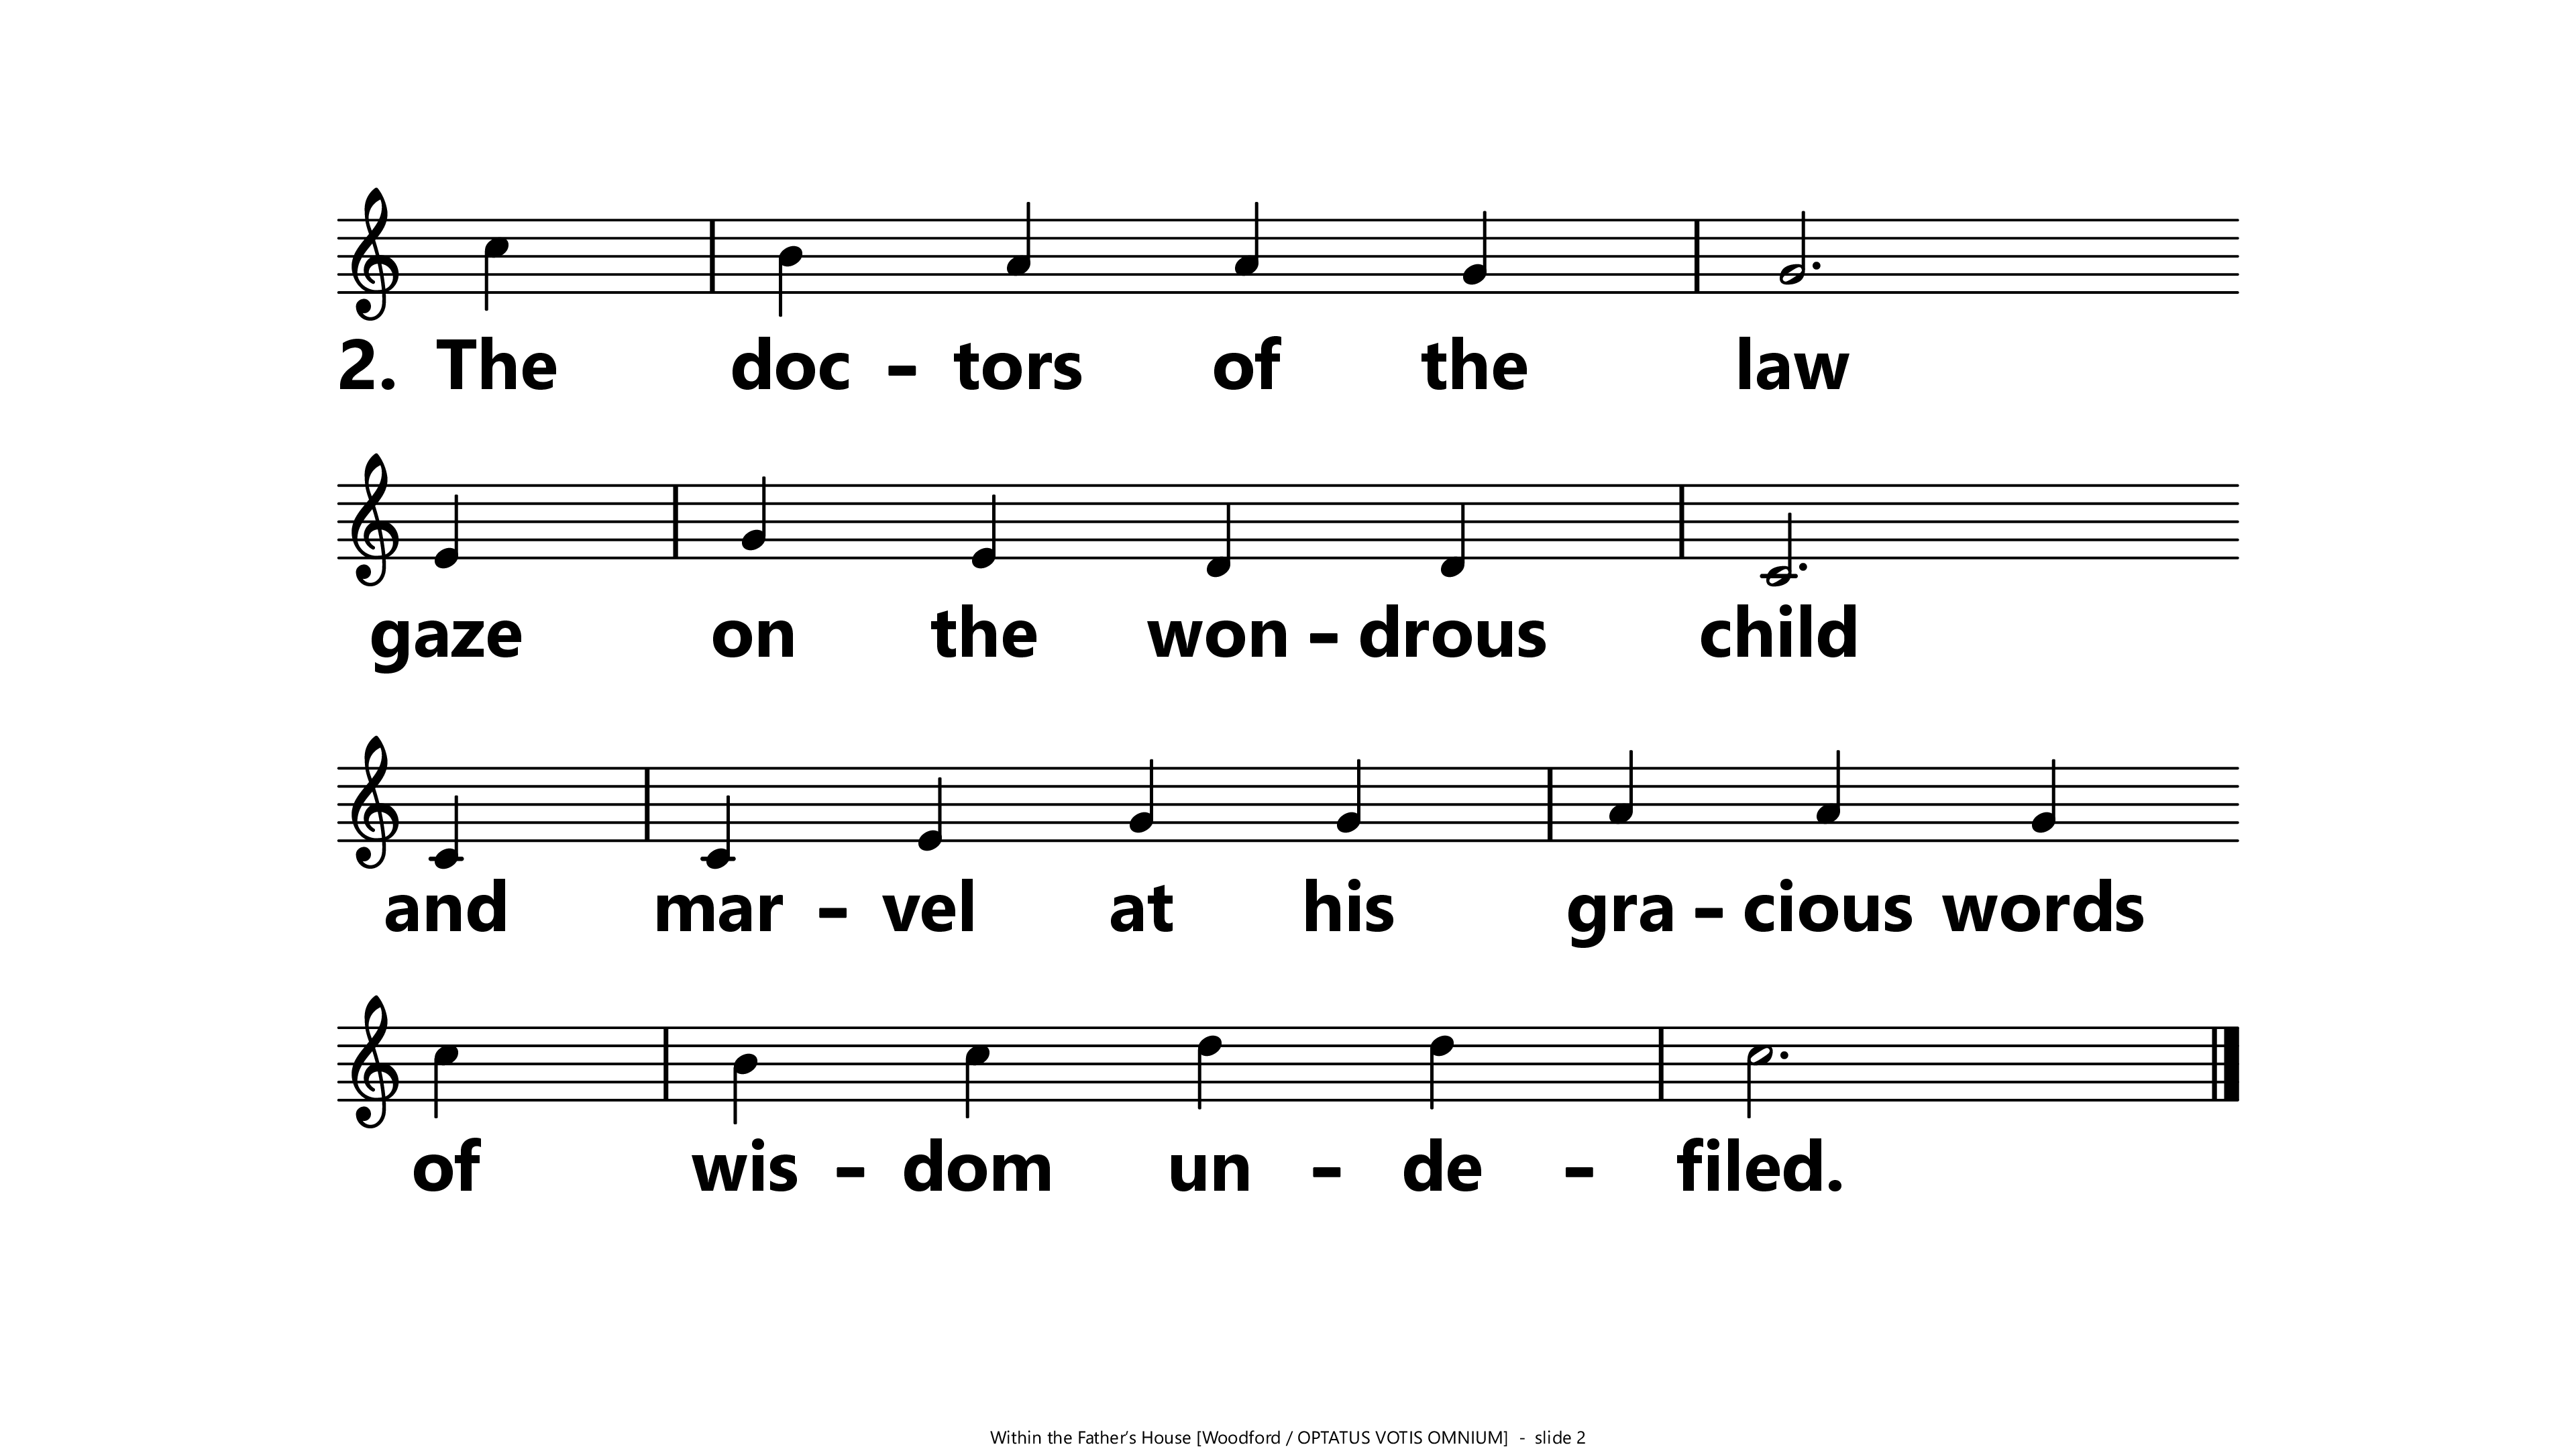 2. The doc – tors of the law
gaze on the won – drous child
and mar – vel at his gra – cious words
of wis – dom un – de – filed.
Within the Father’s House [Woodford / OPTATUS VOTIS OMNIUM]  -  slide 2